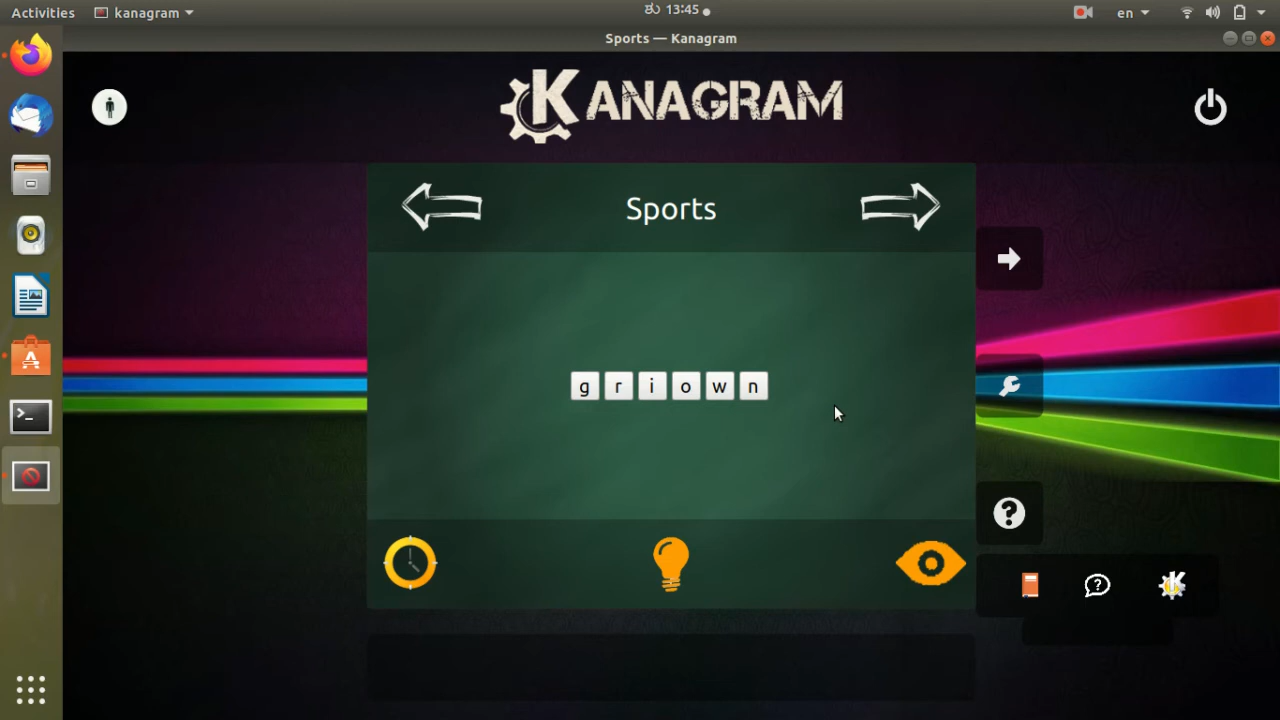 Activities kanagram ಶು 13:45 en
Sports — Kanagram
KANAGRAM
Sports
g r i o w n